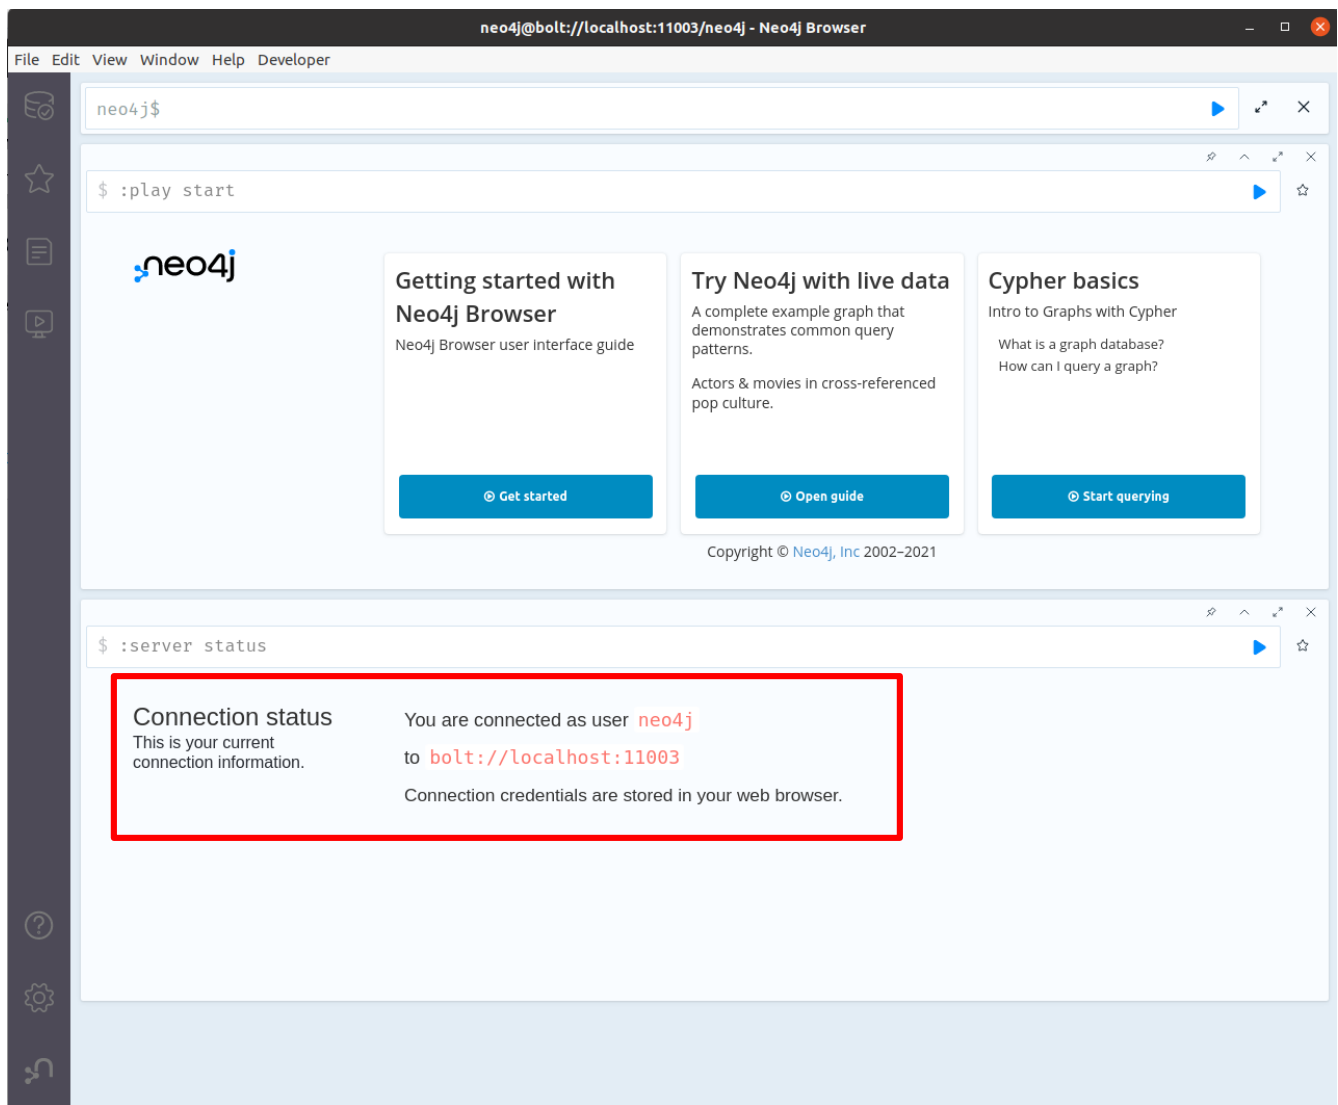 neo4j@bolt://localhost:11003/neo4j - Neo4j Browser
File Edit View Window Help Developer
neo4j$
$ :play start
neo4j
Getting started with
Neo4j Browser
Neo4j Browser user interface guide
Get started
Try Neo4j with live data
A complete example graph that
demonstrates common query
patterns.
Actors & movies in cross-referenced
pop culture.
Open guide
Cypher basics
Intro to Graphs with Cypher
What is a graph database?
How can I query a graph?
Start querying
Copyright © Neo4j, Inc 2002–2021
$ :server status
Connection status
This is your current
connection information.
You are connected as user neo4j
to bolt://localhost:11003
Connection credentials are stored in your web browser.